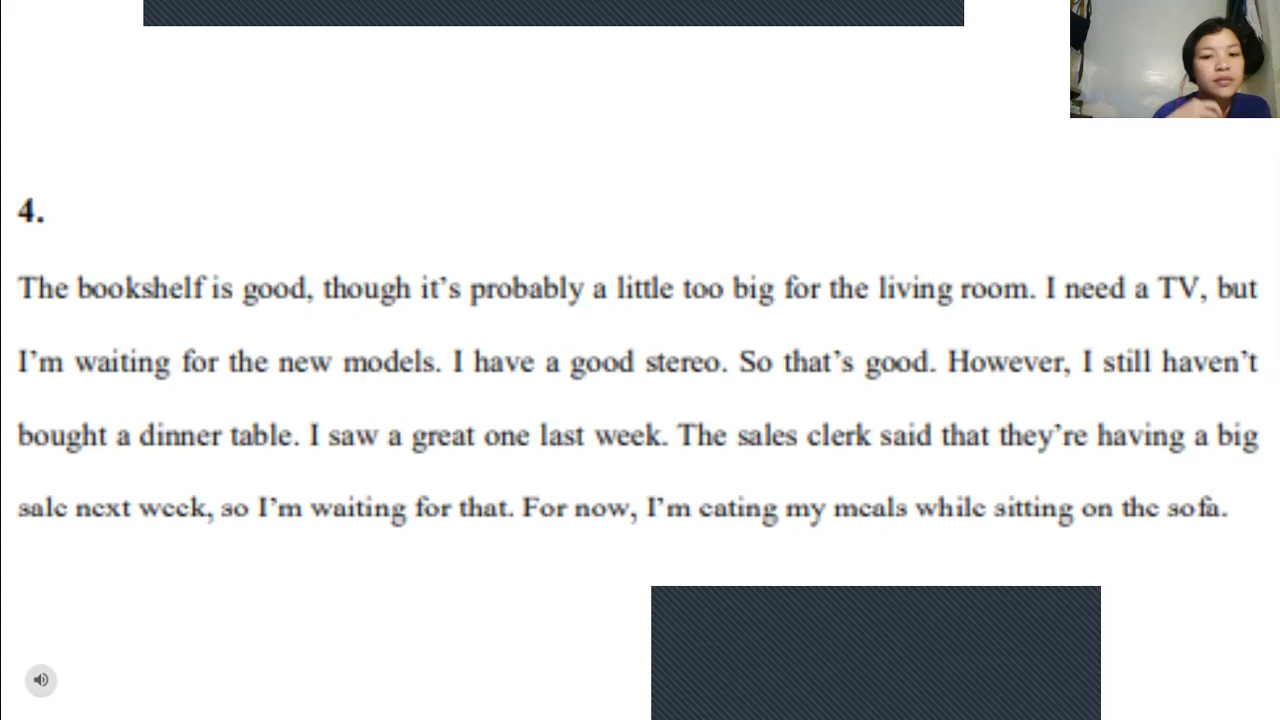 4.
The bookshelf is good, though it’s probably a little too big for the living room. I need a TV, but
I’m waiting for the new models. I have a good stereo. So that’s good. However, I still haven’t
bought a dinner table. I saw a great one last week. The sales clerk said that they’re having a big
sale next week, so I’m waiting for that. For now, I’m eating my meals while sitting on the sofa.